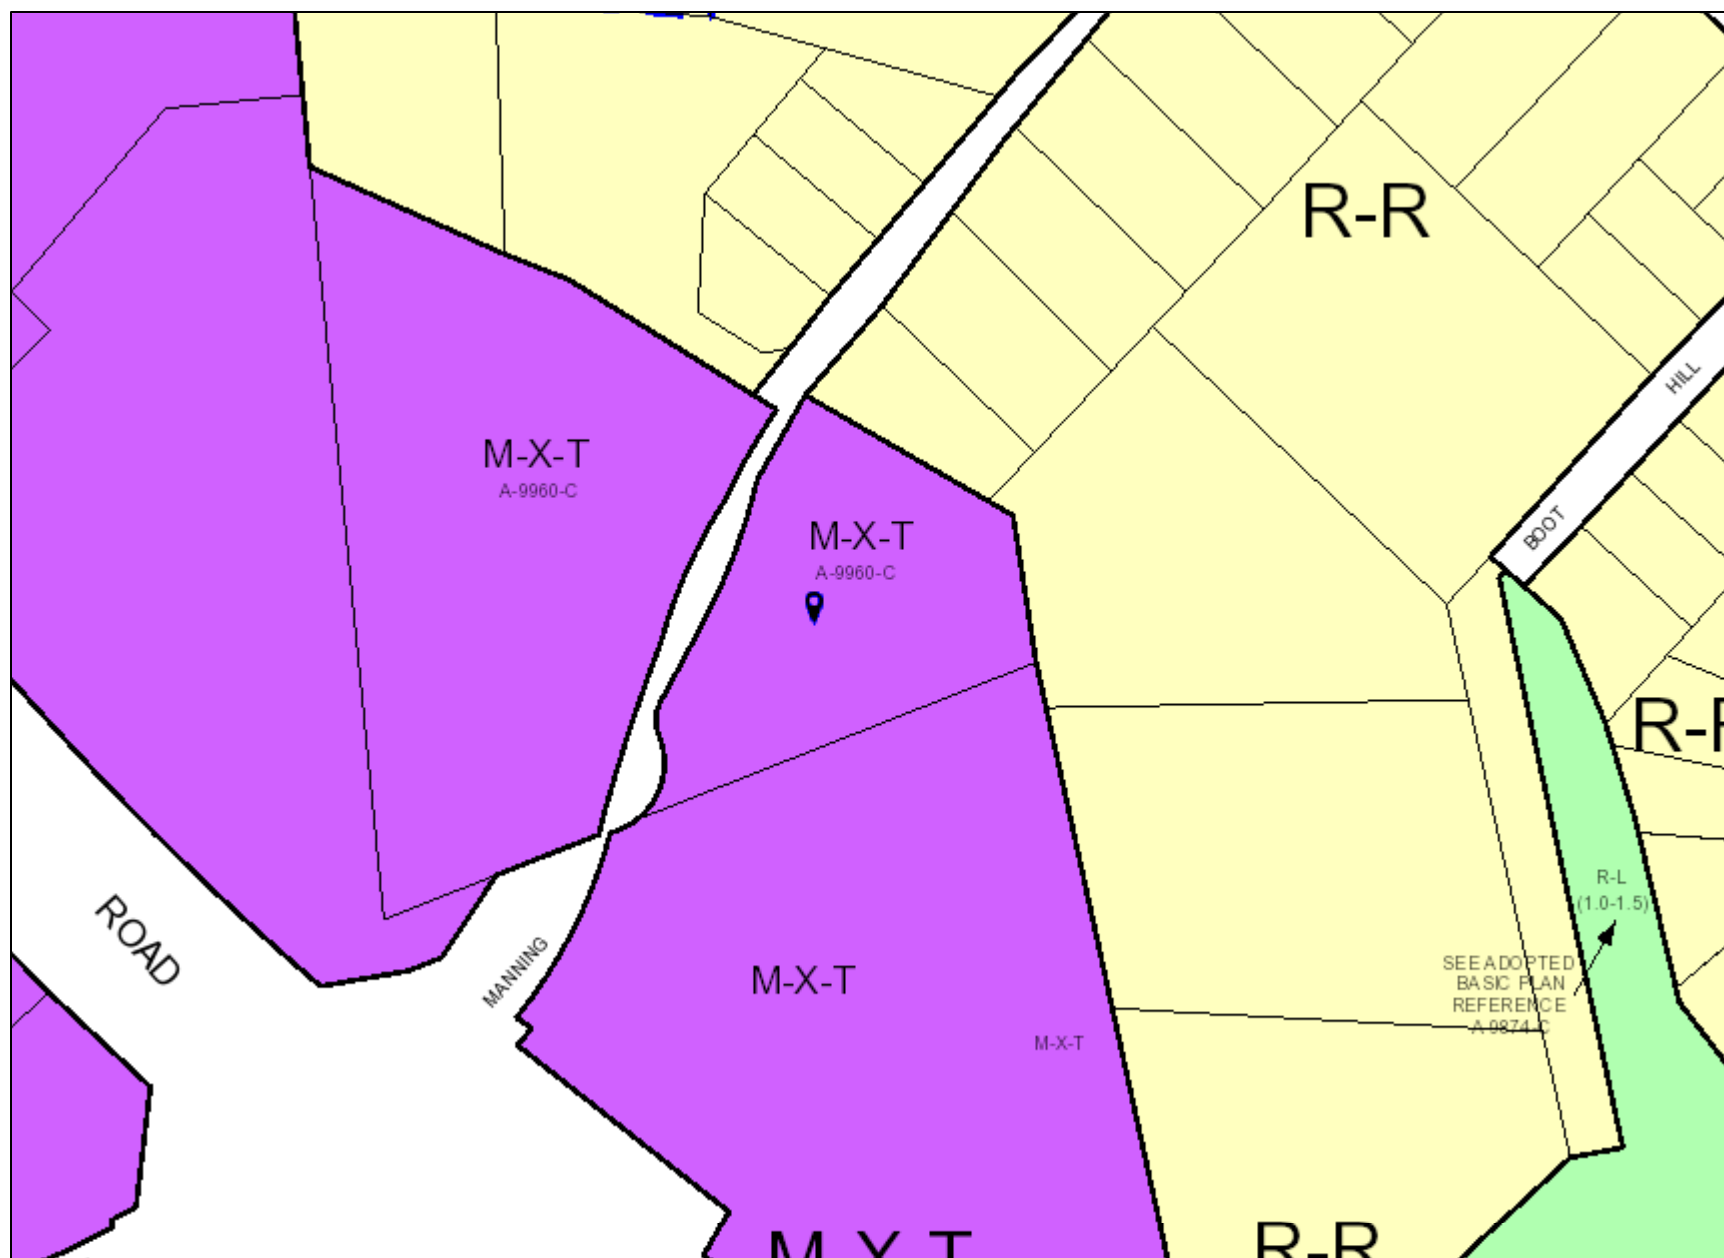 R-R
HILL
M-X-T
A-9960-C
M-X-T
A-9960-C
BOOT
R-R
R-L
(1.0-1.5)
ROAD
MANNING
SEE ADOPTED
BASIC PLAN
REFERENCE
A-9874-C
M-X-T
M-X-T
M-X-T
R-R